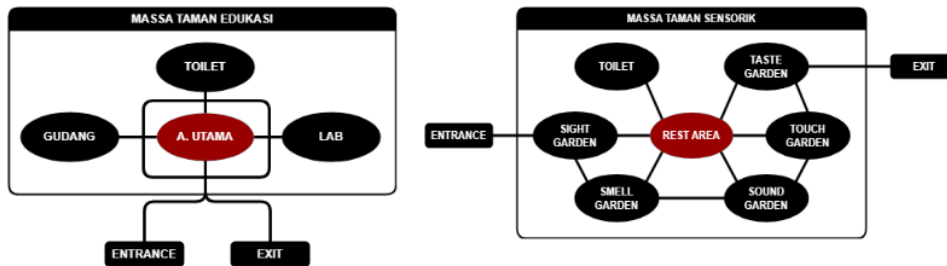 MASSA TAMAN EDUKASI
TOILET
GUDANG
A. UTAMA
LAB
ENTRANCE
EXIT
MASSA TAMAN SENSORIK
TOILET
TASTE
GARDEN
EXIT
ENTRANCE
SIGHT
GARDEN
REST AREA
TOUCH
GARDEN
SMELL
GARDEN
SOUND
GARDEN